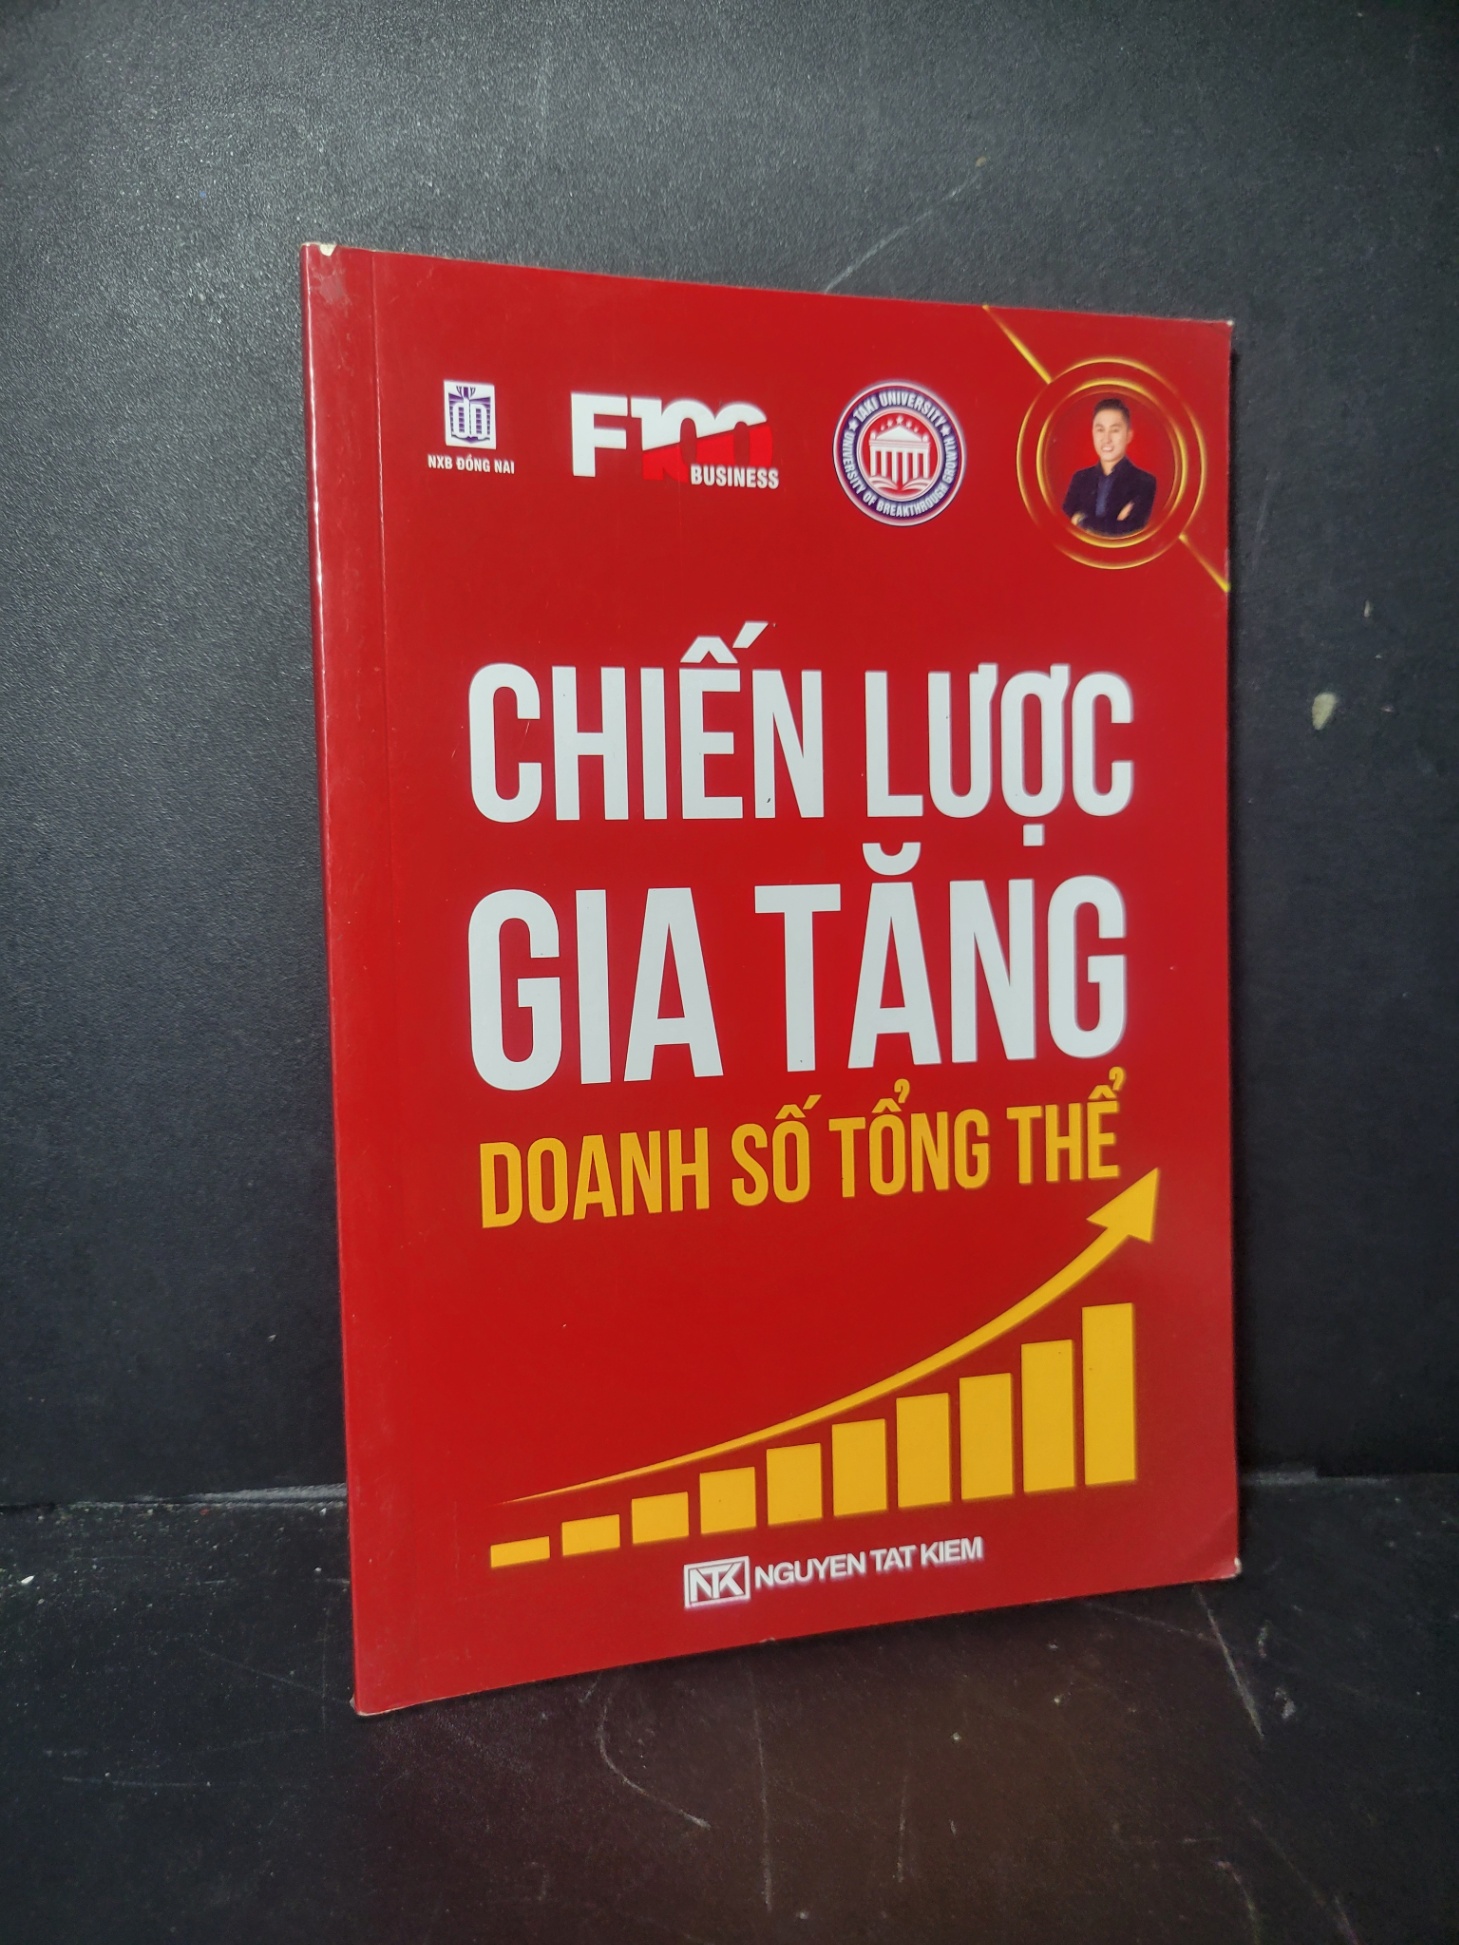 NXB ĐỒNG NAI
F100
BUSINESS
★ TAKI UNIVERSITY ★
UNIVERSITY OF BREAKTHROUGH GROWTH
CHIẾN LƯỢC
GIA TĂNG
DOANH SỐ TỔNG THỂ
NTK NGUYEN TAT KIEM